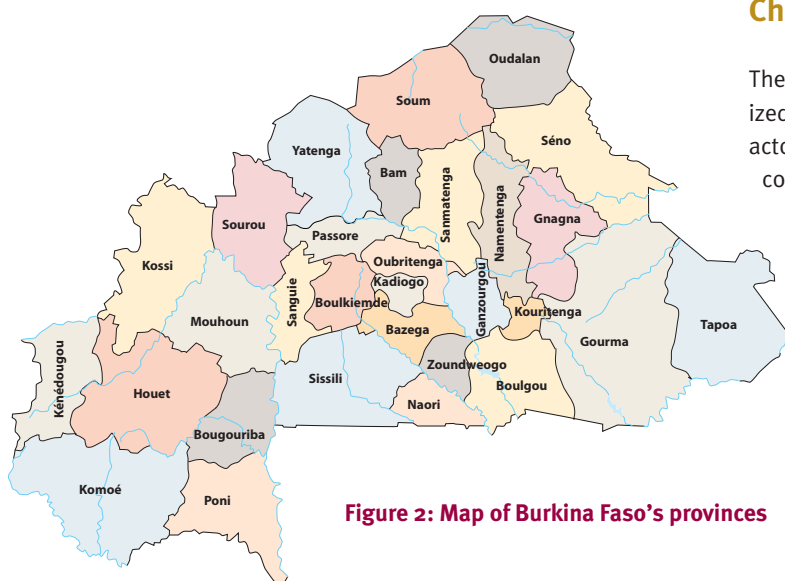 Ch
The
ized
acto
co
Oudalan
Soum
Séno
Yatenga
Bam
Sanmatenga
Namentenga
Gnagna
Sourou
Passore
Kossi
Oubritenga
Kadiogo
Sanguie
Boulkiemde
Ganzourgou
Kouritenga
Mouhoun
Bazega
Tapoa
Gourma
Kénédougou
Zoundweogo
Sissili
Boulgou
Houet
Naori
Bougouriba
Komoé
Poni
Figure 2: Map of Burkina Faso's provinces